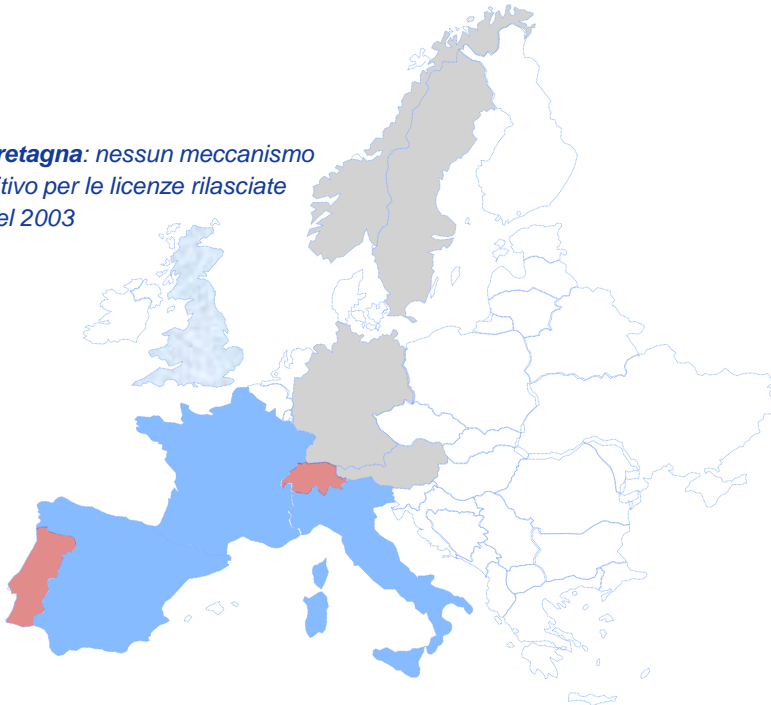 retagna: nessun meccanismo
tivo per le licenze rilasciate
el 2003